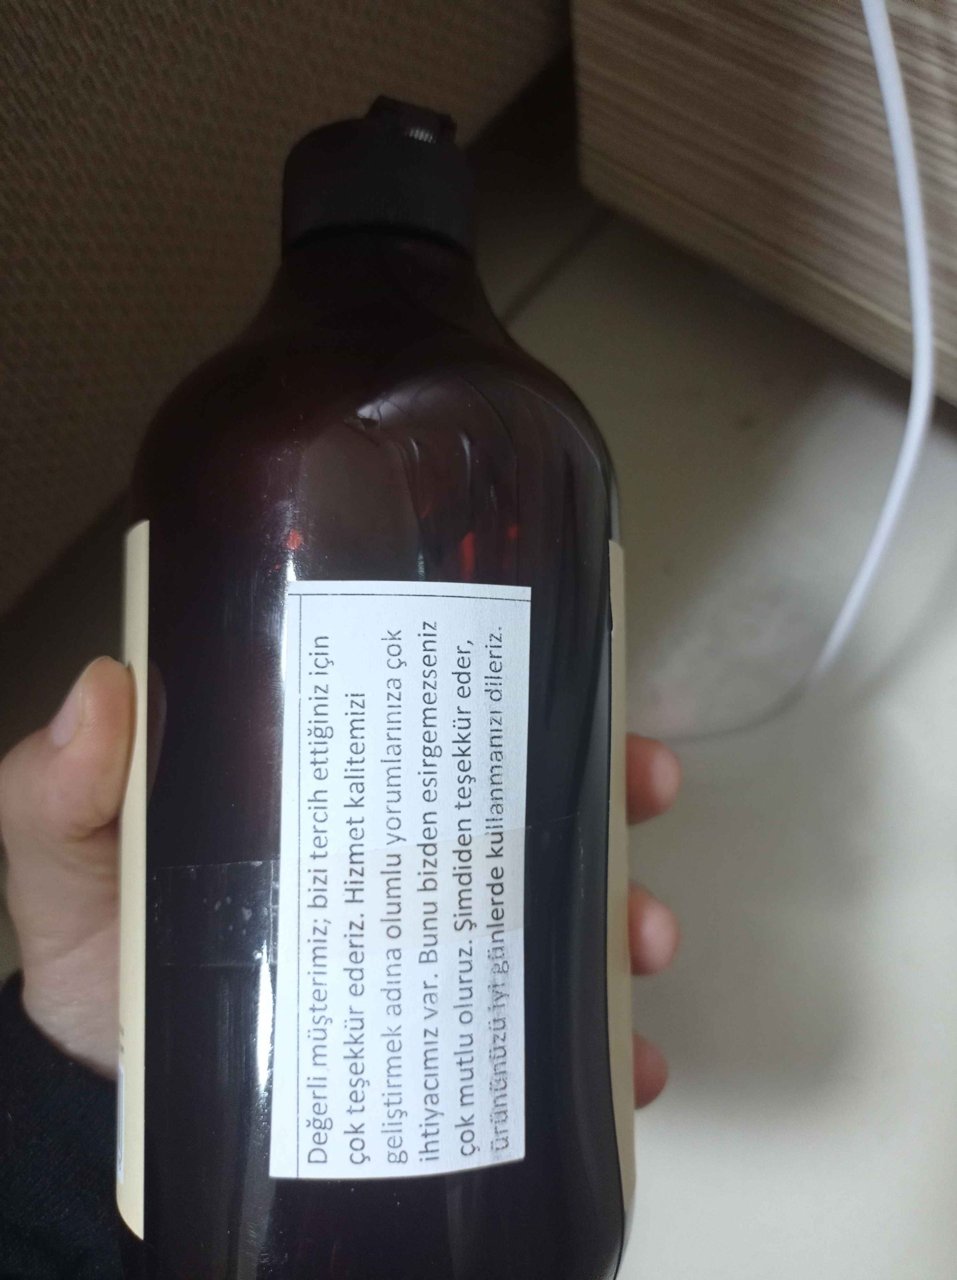 Değerli müşterimiz; bizi tercih ettiğiniz için
çok teşekkür ederiz. Hizmet kalitemizi
geliştirmek adına olumlu yorumlarınıza çok
ihtiyacımız var. Bunu bizden esirgemezseniz
çok mutlu oluruz. Şimdiden teşekkür eder,
ürününüzü iyi günlerde kullanmanızı dileriz.